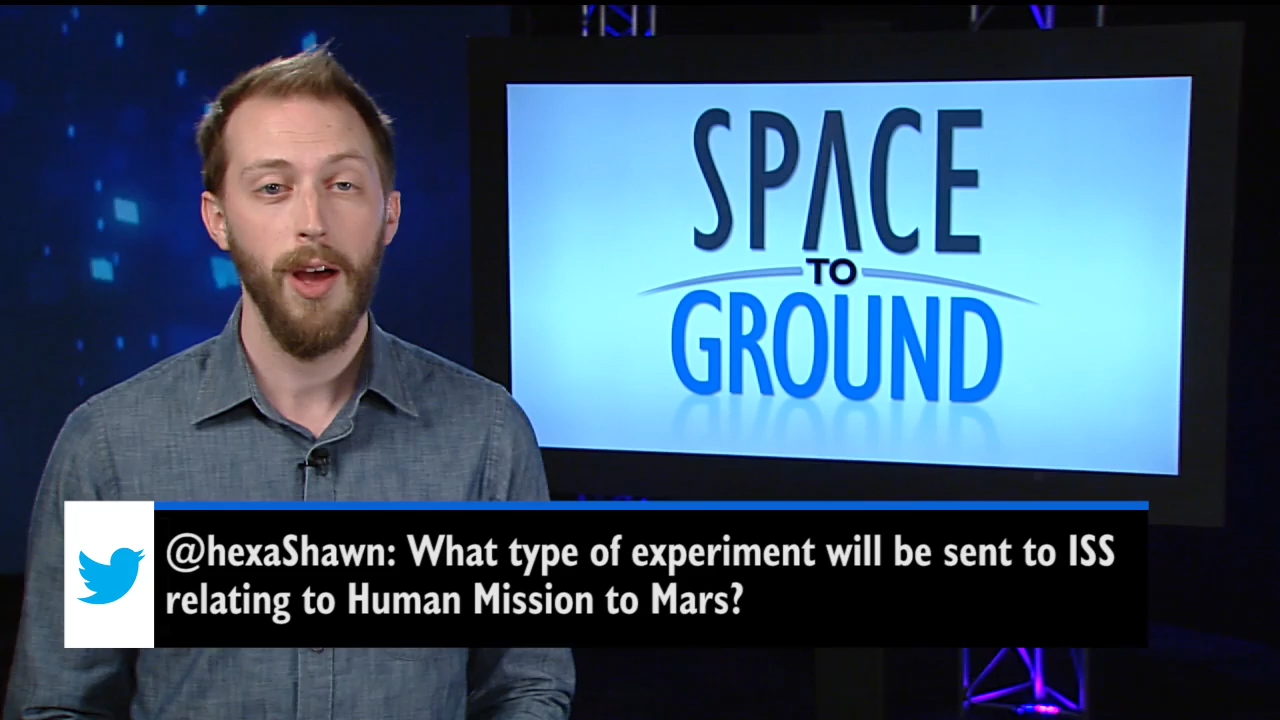 SPACE
TO
GROUND
@hexaShawn: What type of experiment will be sent to ISS
relating to Human Mission to Mars?